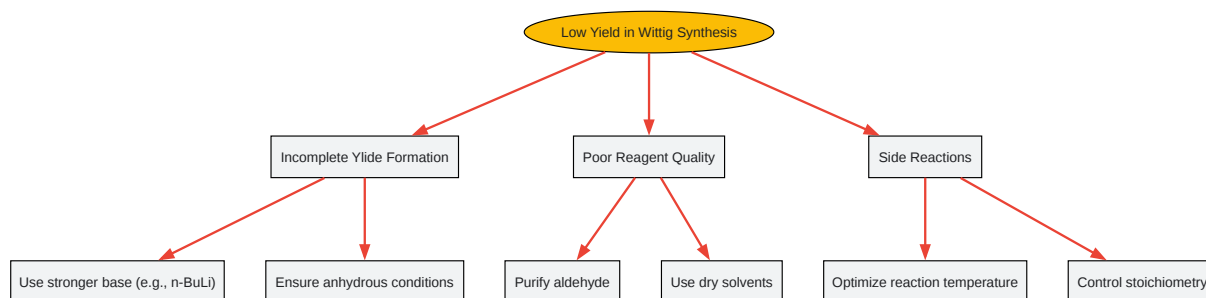 Low Yield in Wittig Synthesis
Incomplete Ylide Formation
Poor Reagent Quality
Side Reactions
Use stronger base (e.g., n-BuLi)
Ensure anhydrous conditions
Purify aldehyde
Use dry solvents
Optimize reaction temperature
Control stoichiometry